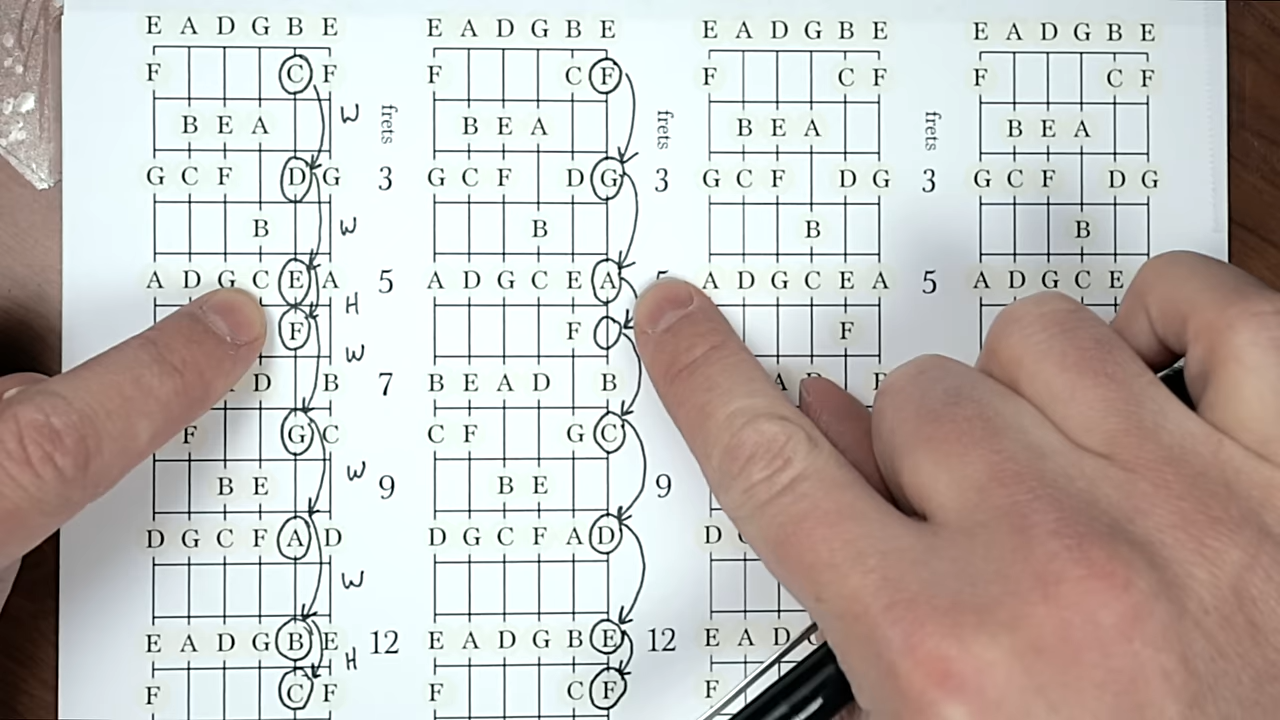 E A D G B E E A D G B E E A D G B E E A D G B E
F C F F C F F C F F C F
W frets frets frets
B E A B E A B E A B E A
G C F D G 3 G C F D G 3 G C F D G 3 G C F D G
W B B B B
A D G C E A 5 A D G C E A A D G C E A 5 A D G C E
H
F F F
W
D B 7 B E A D B A B
F G C C F G C
W
B E 9 B E 9
D G C F A D D G C F A D D
W
E A D G B E 12 E A D G B E 12 E A D
H
F C F F C F F